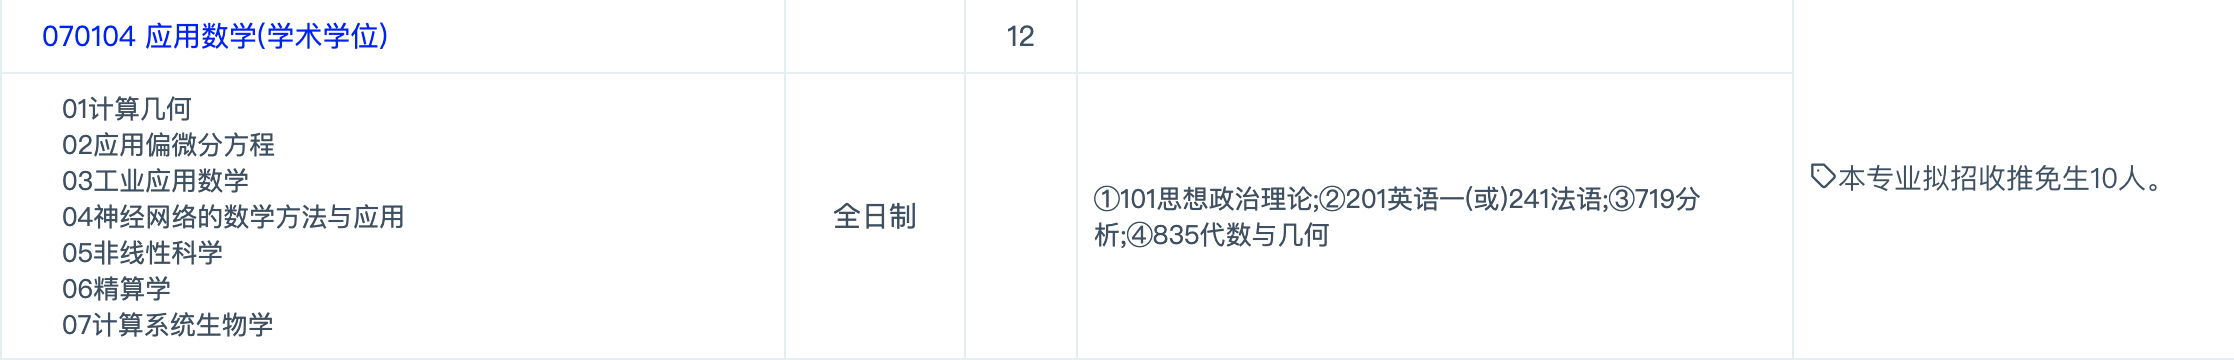 070104 应用数学(学术学位)
12
01计算几何
02应用偏微分方程
03工业应用数学
04神经网络的数学方法与应用
05非线性科学
06精算学
07计算系统生物学
全日制
①101思想政治理论;②201英语一(或)241法语;③719分
析;④835代数与几何
本专业拟招收推免生10人。